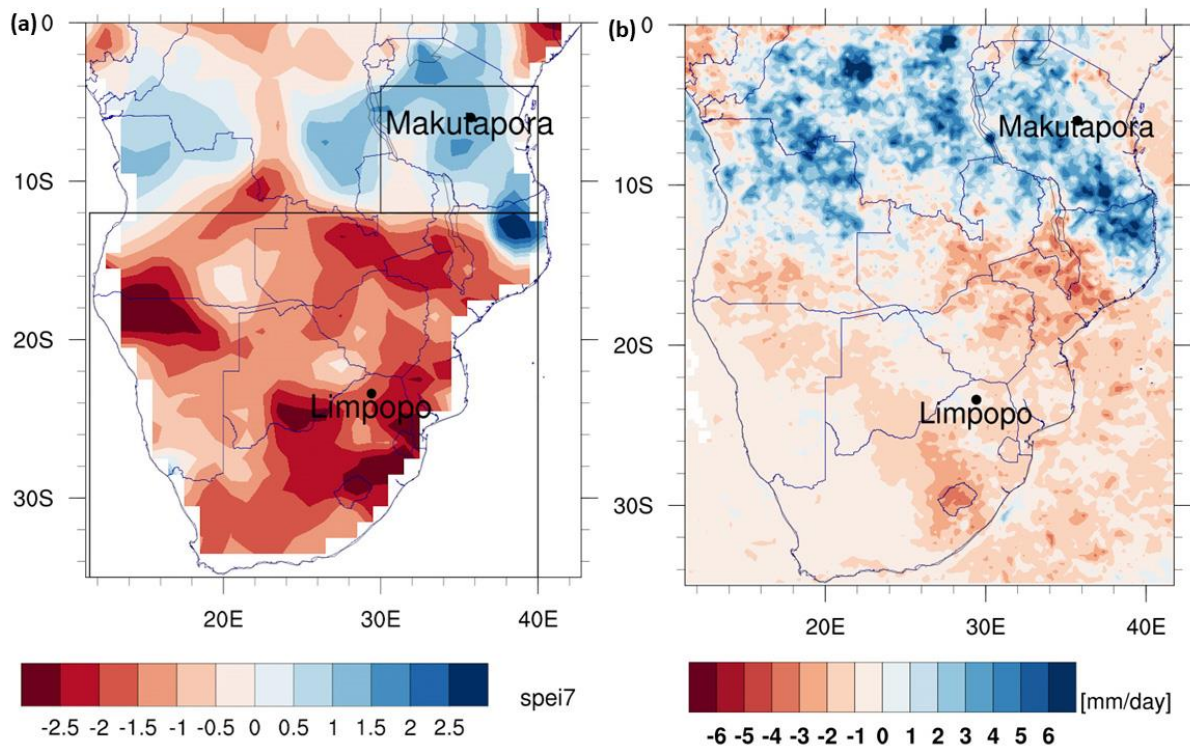 (a)
0
10S
20S
30S
20E
30E
40E
Makutapora
Limpopo
-2.5 -2 -1.5 -1 -0.5 0 0.5 1 1.5 2 2.5
spei7
(b)
0
10S
20S
30S
20E
30E
40E
Makutapora
Limpopo
-6 -5 -4 -3 -2 -1 0 1 2 3 4 5 6
[mm/day]